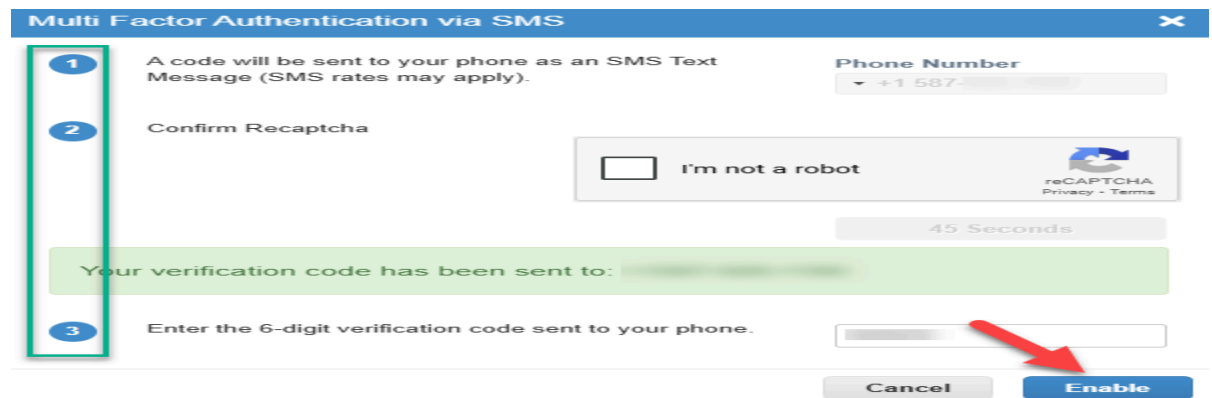 Multi Factor Authentication via SMS
1
A code will be sent to your phone as an SMS Text
Message (SMS rates may apply).
Phone Number
+1 587-
2
Confirm Recaptcha
I'm not a robot
reCAPTCHA
Privacy - Terms
45 Seconds
Your verification code has been sent to:
3
Enter the 6-digit verification code sent to your phone.
Cancel
Enable